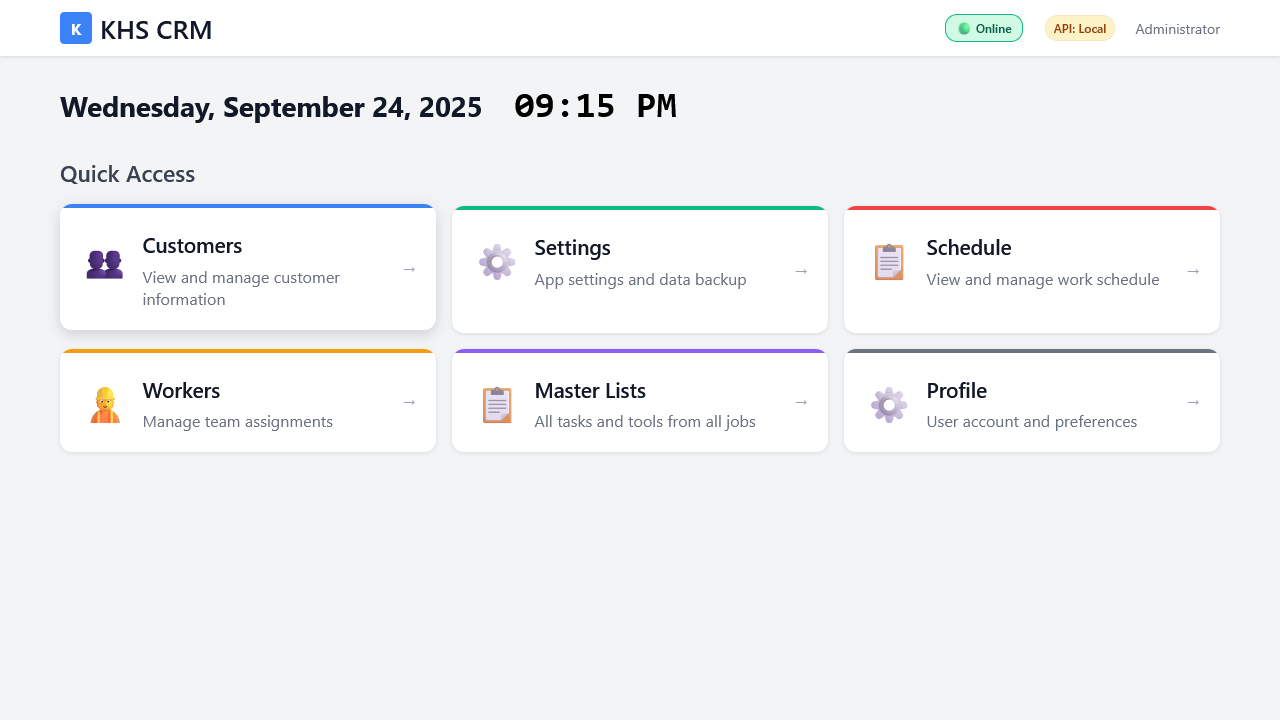 K KHS CRM
Online
API: Local
Administrator
Wednesday, September 24, 2025 09:15 PM
Quick Access
Customers
View and manage customer
information
→
Settings
App settings and data backup
→
Schedule
View and manage work schedule
→
Workers
Manage team assignments
→
Master Lists
All tasks and tools from all jobs
→
Profile
User account and preferences
→